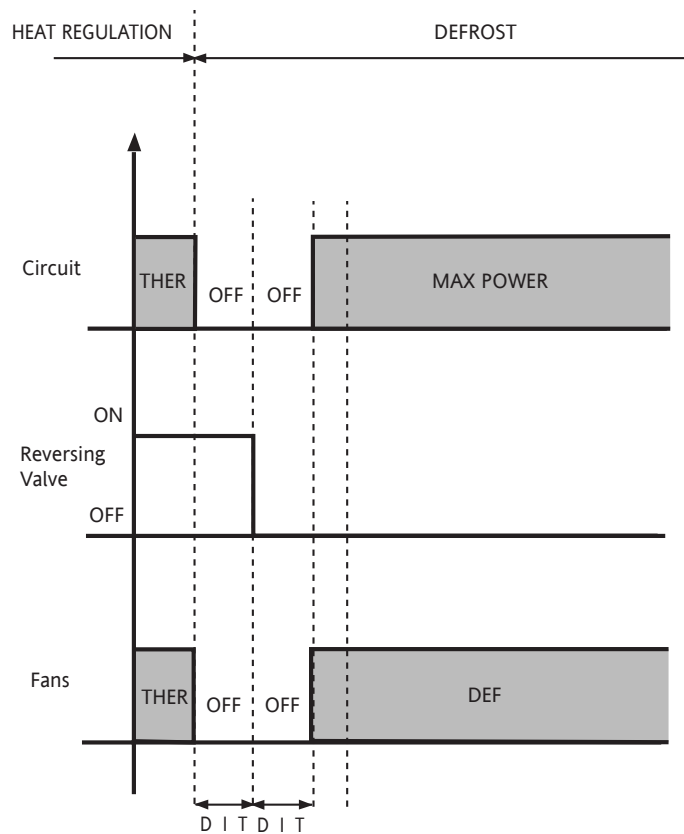 HEAT REGULATION DEFROST
Circuit THER OFF OFF MAX POWER
ON
Reversing
Valve
OFF
Fans THER OFF OFF DEF
D I T D I T